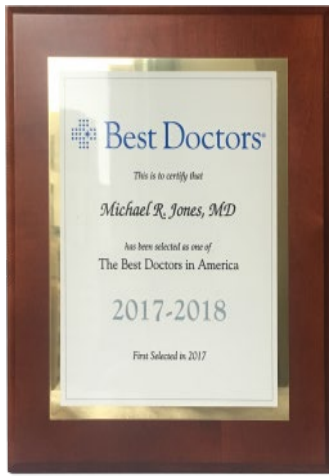 Best Doctors®
This is to certify that
Michael R. Jones, MD
has been selected as one of
The Best Doctors in America
2017-2018
First Selected in 2017